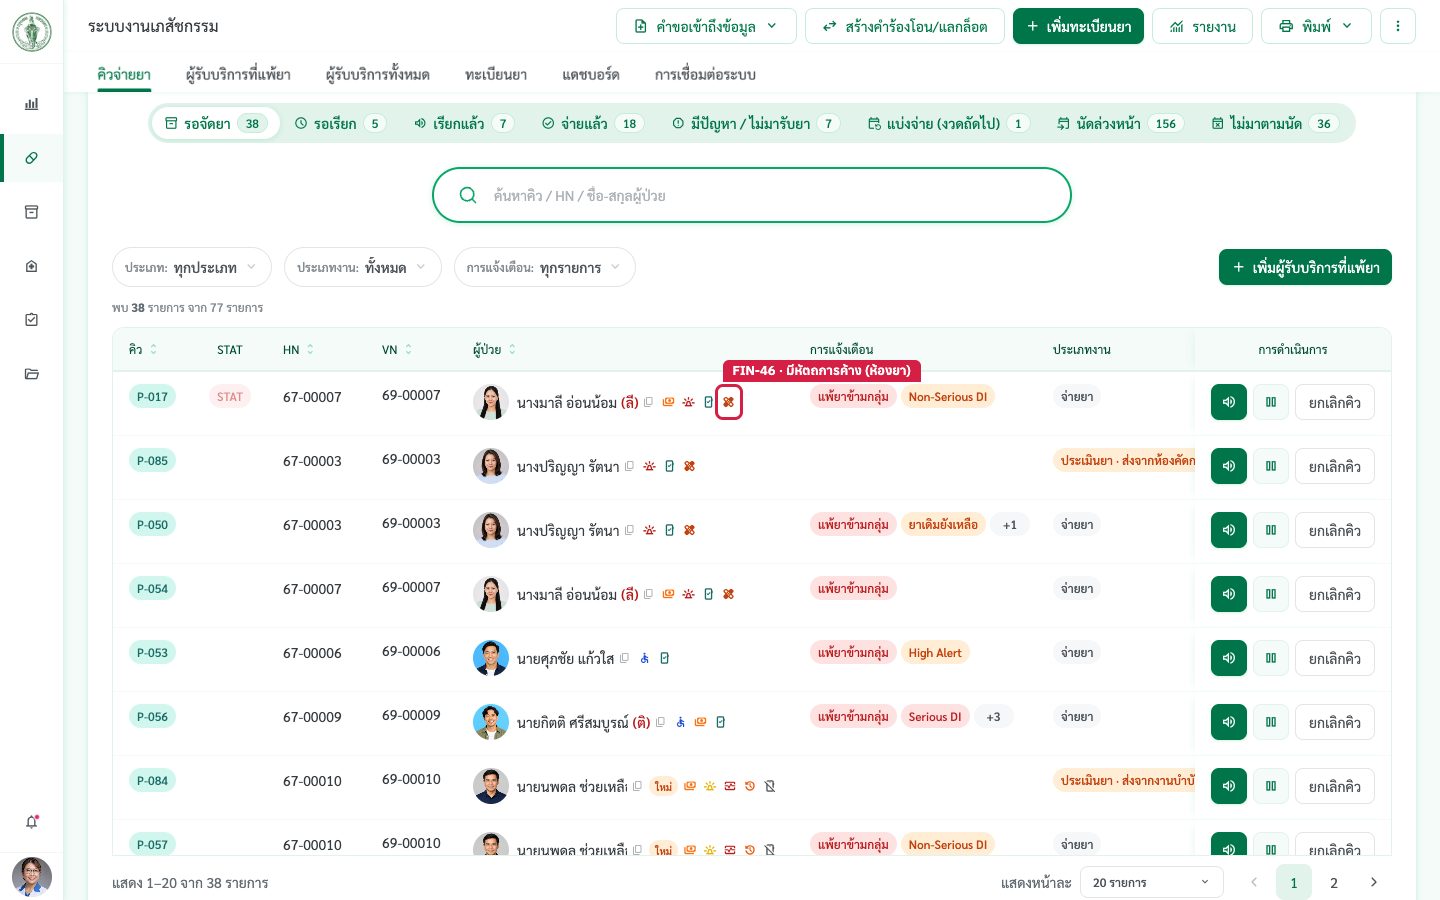 ระบบงานเภสัชกรรม
คำขอเข้าถึงข้อมูล
สร้างคำร้องโอน/แลกล็อต
เพิ่มทะเบียนยา
รายงาน
พิมพ์
คิวจ่ายยา ผู้รับบริการที่แพ้ยา ผู้รับบริการทั้งหมด ทะเบียนยา แดชบอร์ด การเชื่อมต่อระบบ
รอจัดยา 38 รอเรียก 5 เรียกแล้ว 7 จ่ายแล้ว 18 มีปัญหา / ไม่มารับยา 7 แบ่งจ่าย (งวดถัดไป) 1 นัดล่วงหน้า 156 ไม่มาตามนัด 36
ค้นหาคิว / HN / ชื่อ-สกุลผู้ป่วย
ประเภท: ทุกประเภท ประเภทงาน: ทั้งหมด การแจ้งเตือน: ทุกรายการ เพิ่มผู้รับบริการที่แพ้ยา
พบ 38 รายการ จาก 77 รายการ
คิว STAT HN VN ผู้ป่วย การแจ้งเตือน ประเภทงาน การดำเนินการ
FIN-46 · มีหัตถการค้าง (ห้องยา)
P-017 STAT 67-00007 69-00007 นางมาลี อ่อนน้อม (ลี) แพ้ยาข้ามกลุ่ม Non-Serious DI จ่ายยา ยกเลิกคิว
P-085 67-00003 69-00003 นางปริญญา รัตนา ประเมินยา · ส่งจากห้องคัดก ยกเลิกคิว
P-050 67-00003 69-00003 นางปริญญา รัตนา แพ้ยาข้ามกลุ่ม ยาเดิมยังเหลือ +1 จ่ายยา ยกเลิกคิว
P-054 67-00007 69-00007 นางมาลี อ่อนน้อม (ลี) แพ้ยาข้ามกลุ่ม จ่ายยา ยกเลิกคิว
P-053 67-00006 69-00006 นายศุภชัย แก้วใส แพ้ยาข้ามกลุ่ม High Alert จ่ายยา ยกเลิกคิว
P-056 67-00009 69-00009 นายกิตติ ศรีสมบูรณ์ (ติ) แพ้ยาข้ามกลุ่ม Serious DI +3 จ่ายยา ยกเลิกคิว
P-084 67-00010 69-00010 นายนพดล ช่วยเหลือ ใหม่ ประเมินยา · ส่งจากงานบำบั ยกเลิกคิว
P-057 67-00010 69-00010 นายนพดล ช่วยเหลือ ใหม่ แพ้ยาข้ามกลุ่ม Non-Serious DI จ่ายยา ยกเลิกคิว
แสดง 1–20 จาก 38 รายการ แสดงหน้าละ 20 รายการ 1 2